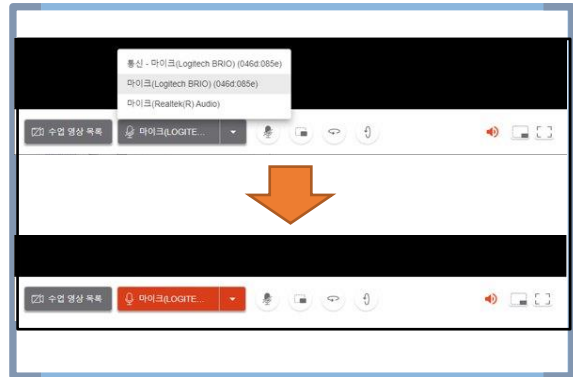 통신 - 마이크(Logitech BRIO) (046d:085e)
마이크(Logitech BRIO) (046d:085e)
마이크(Realtek(R) Audio)
수업 영상 목록 마이크(LOGITE...
수업 영상 목록 마이크(LOGITE...